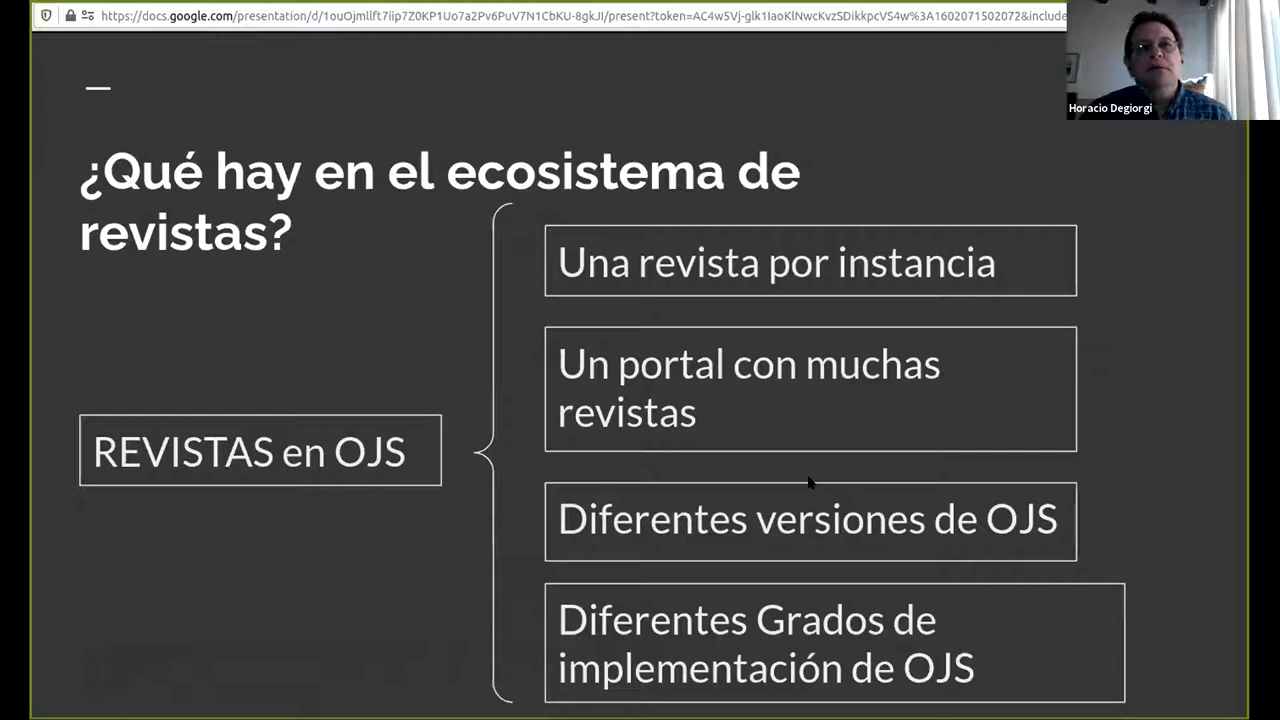 https://docs.google.com/presentation/d/1ouOjmllft7iip7Z0KP1Uo7a2Pv6PuV7N1CbKU-8gkJI/present?token=AC4w5Vj-glk1IaoKlNwcKvzSDikkpcVS4w%3A1602071502072&include
Horacio Degiorgi
¿Qué hay en el ecosistema de
revistas?
Una revista por instancia
Un portal con muchas
revistas
REVISTAS en OJS
Diferentes versiones de OJS
Diferentes Grados de
implementación de OJS